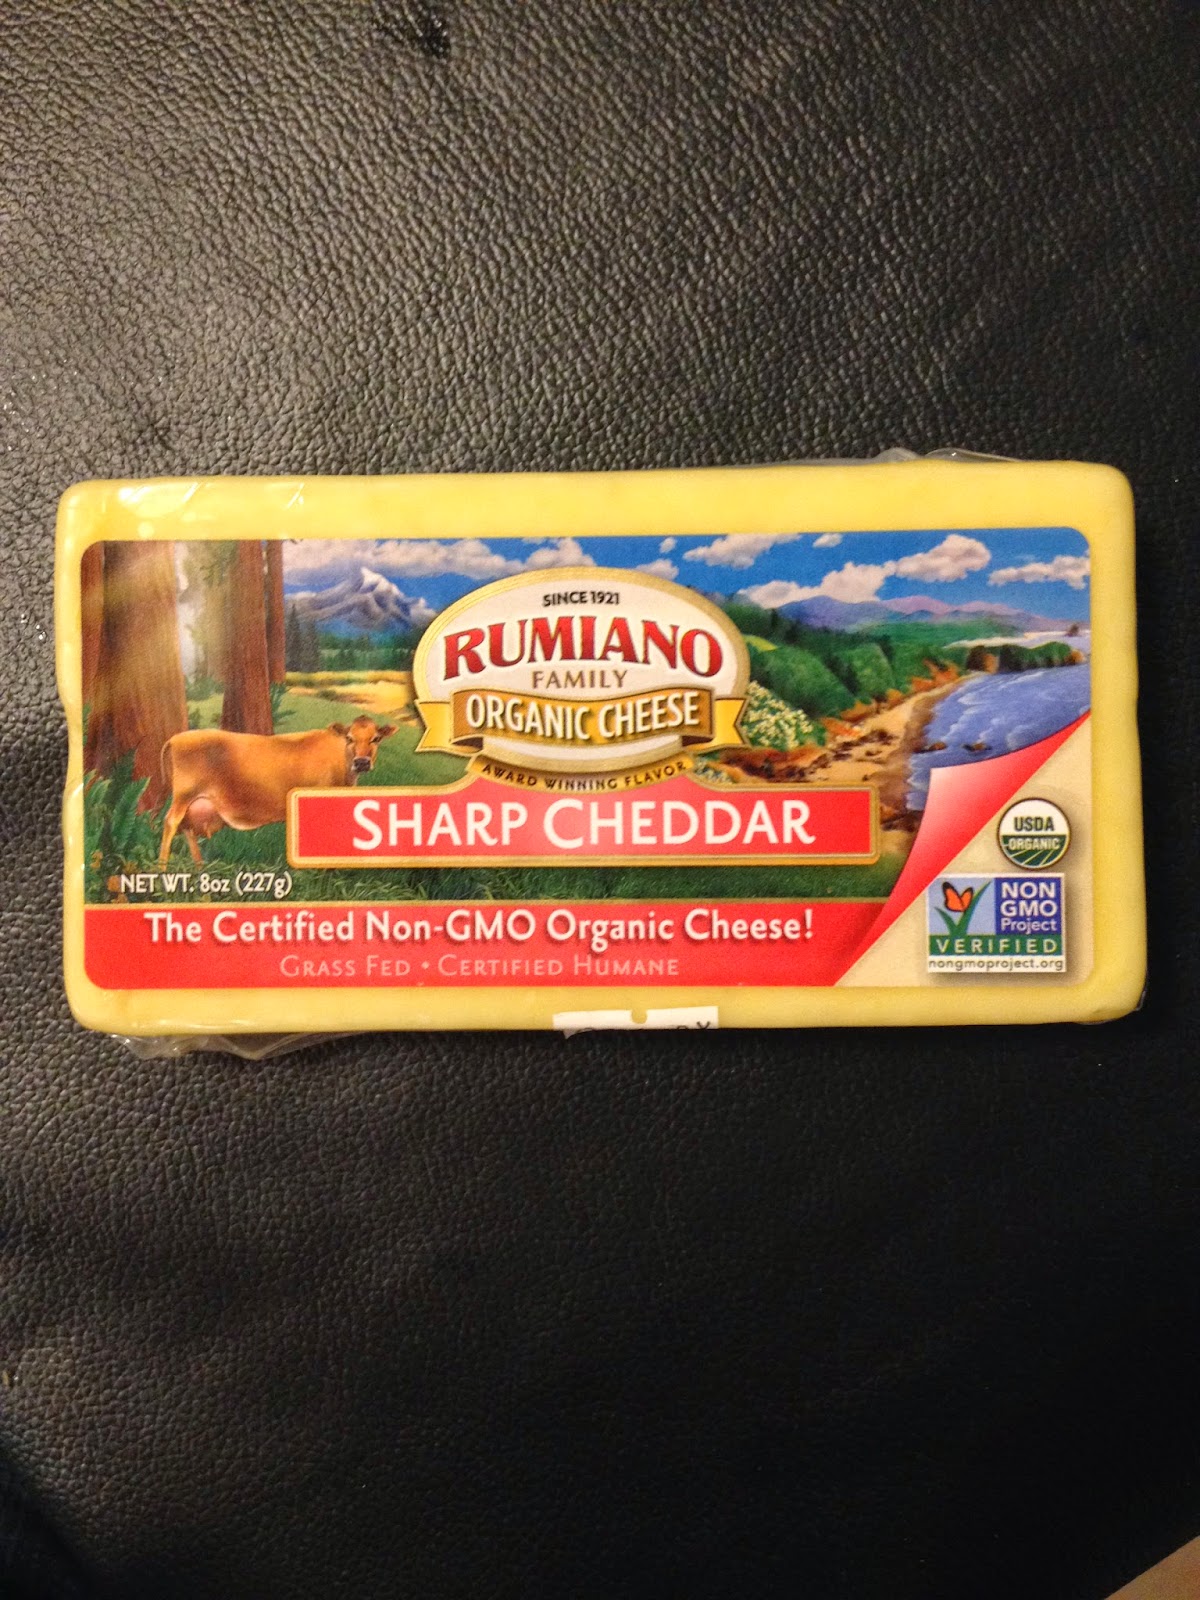 SINCE 1921
RUMIANO
FAMILY
ORGANIC CHEESE
AWARD WINNING FLAVOR
SHARP CHEDDAR
NET WT. 8oz (227g)
The Certified Non-GMO Organic Cheese!
GRASS FED • CERTIFIED HUMANE
USDA
ORGANIC
NON
GMO
Project
VERIFIED
nongmoproject.org